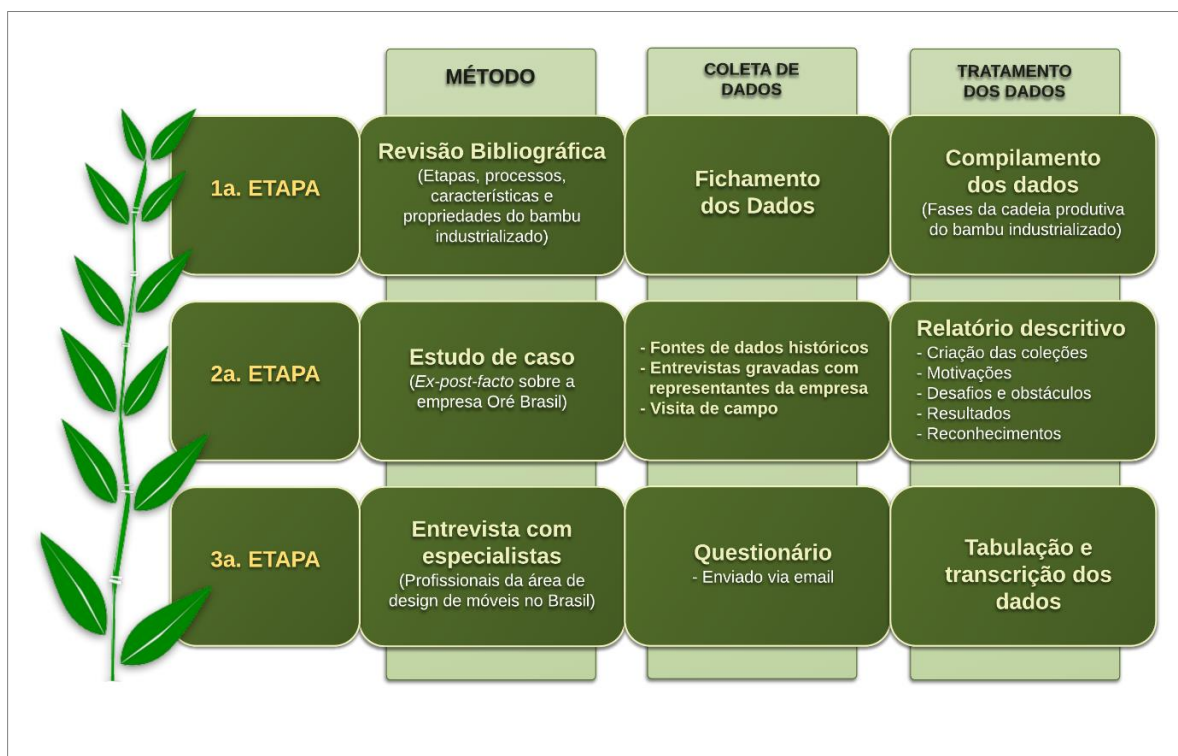 MÉTODO
COLETA DE
DADOS
TRATAMENTO
DOS DADOS
1a. ETAPA
Revisão Bibliográfica
(Etapas, processos,
características e
propriedades do bambu
industrializado)
Fichamento
dos Dados
Compilamento
dos dados
(Fases da cadeia produtiva
do bambu industrializado)
2a. ETAPA
Estudo de caso
(Ex-post-facto sobre a
empresa Oré Brasil)
- Fontes de dados históricos
- Entrevistas gravadas com
representantes da empresa
- Visita de campo
Relatório descritivo
- Criação das coleções
- Motivações
- Desafios e obstáculos
- Resultados
- Reconhecimentos
3a. ETAPA
Entrevista com
especialistas
(Profissionais da área de
design de móveis no Brasil)
Questionário
- Enviado via email
Tabulação e
transcrição dos
dados